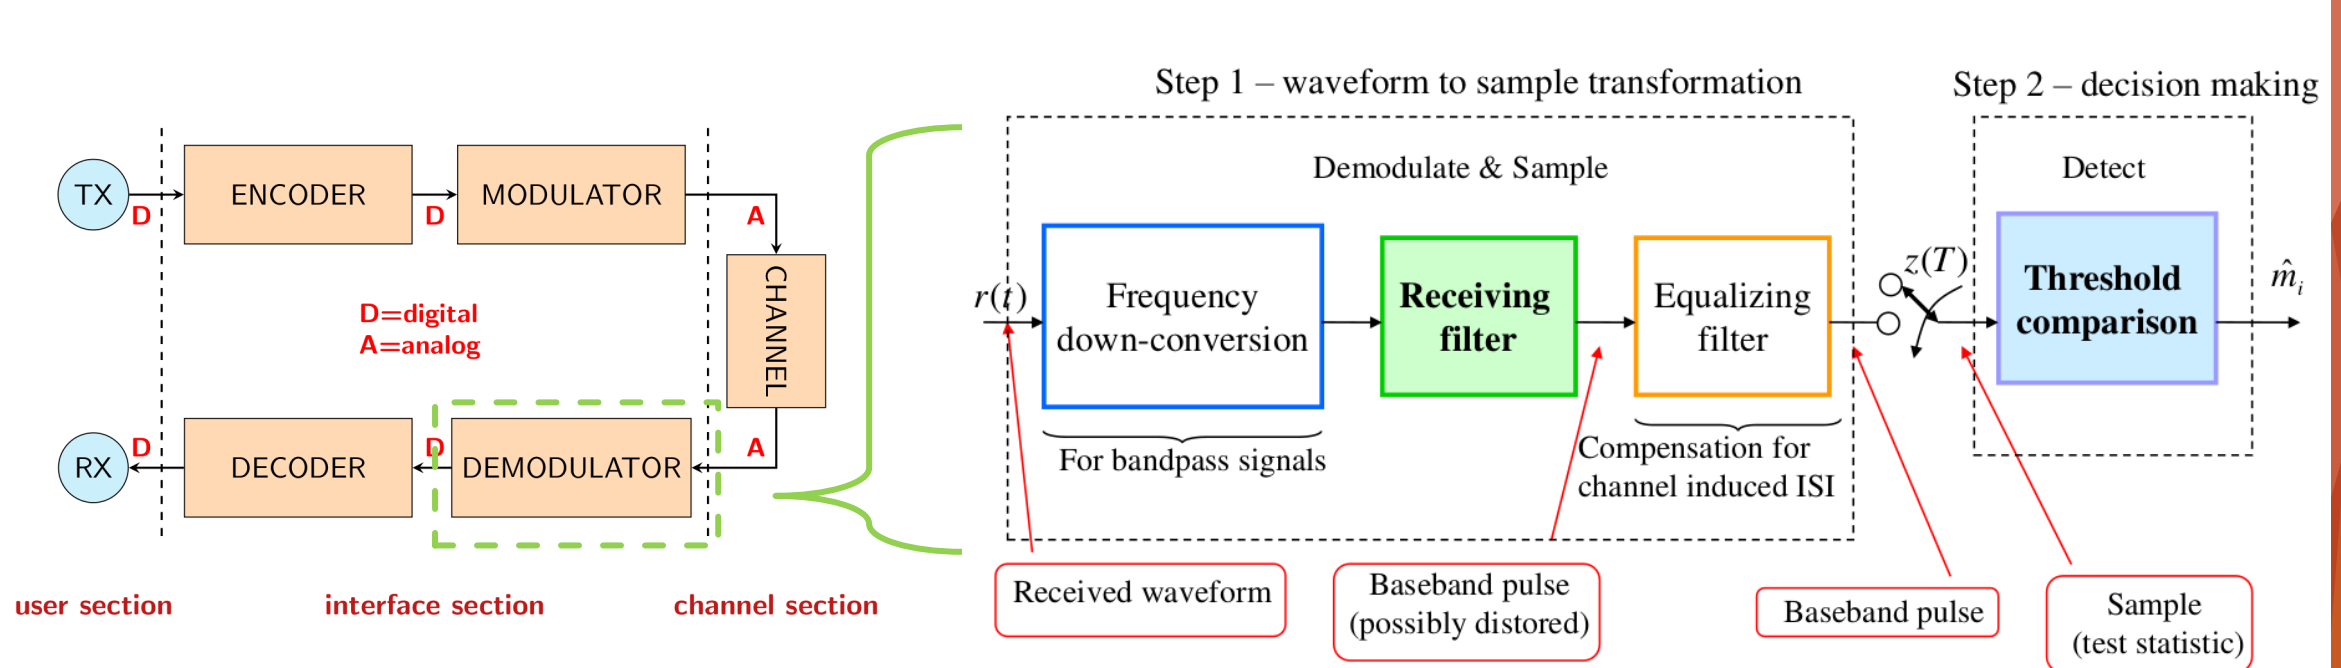 TX
D
ENCODER
D
MODULATOR
A
CHANNEL
D=digital
A=analog
RX
D
DECODER
D
DEMODULATOR
A
user section
interface section
channel section
Step 1 – waveform to sample transformation
Demodulate & Sample
r(t)
Frequency
down-conversion
Receiving
filter
Equalizing
filter
For bandpass signals
Compensation for
channel induced ISI
z(T)
Step 2 – decision making
Detect
Threshold
comparison
m̂ᵢ
Received waveform
Baseband pulse
(possibly distored)
Baseband pulse
Sample
(test statistic)